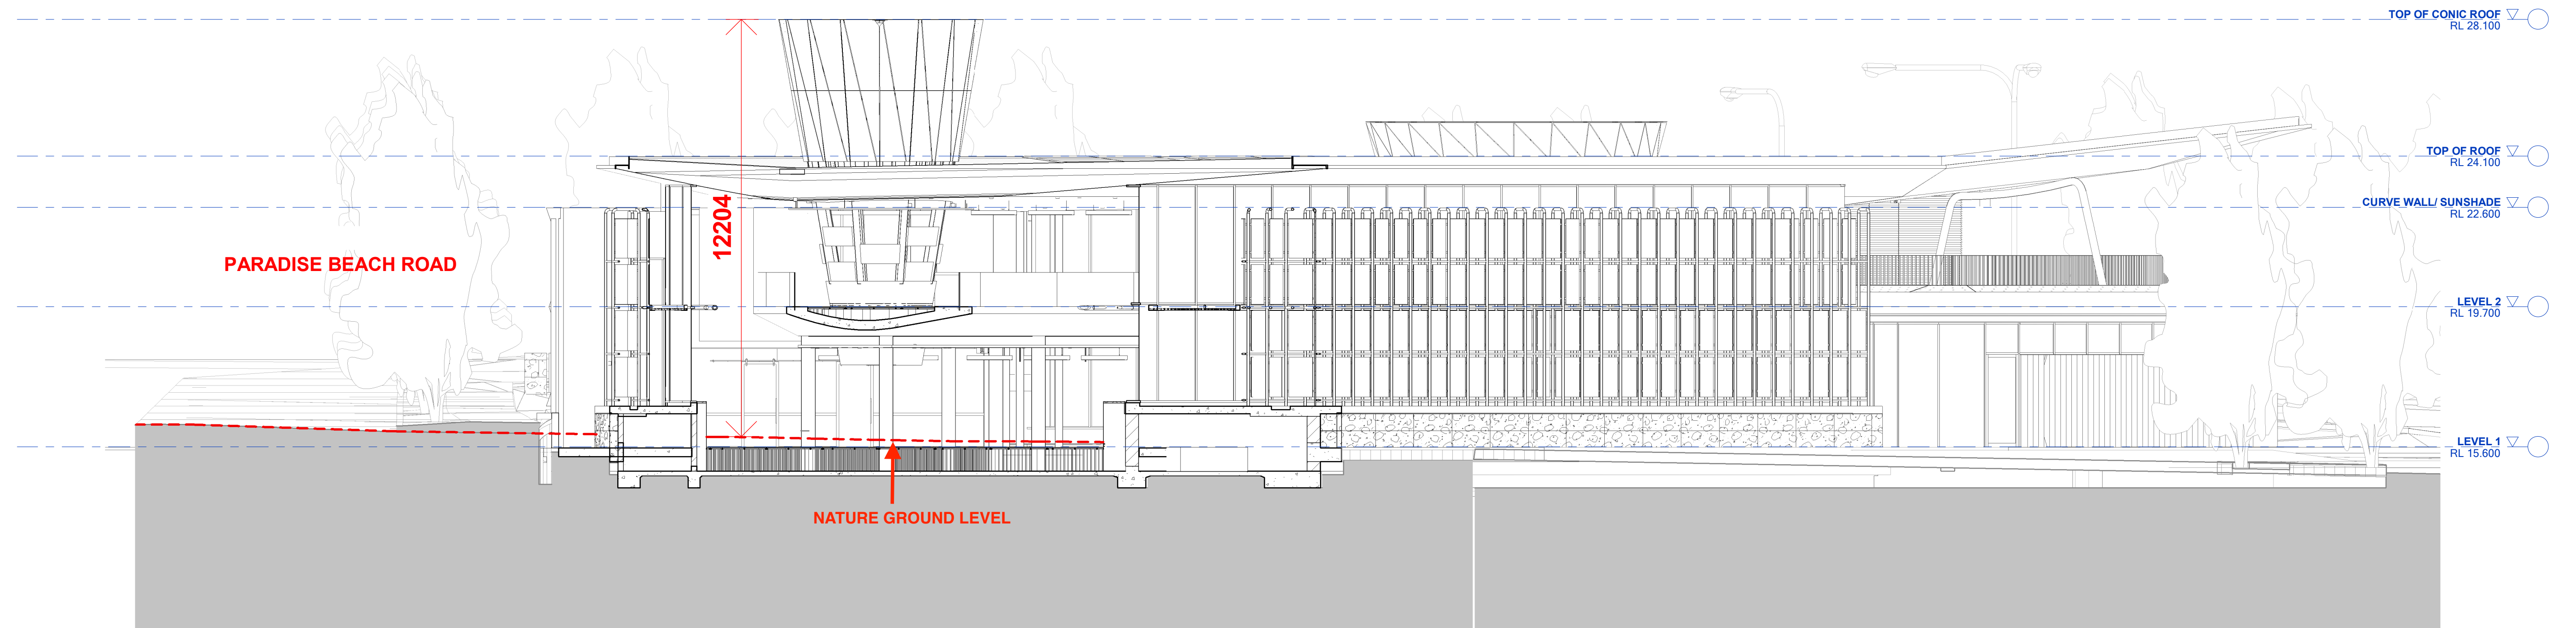 TOP OF CONIC ROOF
RL 28.100
TOP OF ROOF
RL 24.100
CURVE WALL/ SUNSHADE
RL 22.600
12204
PARADISE BEACH ROAD
LEVEL 2
RL 19.700
LEVEL 1
RL 15.600
NATURE GROUND LEVEL